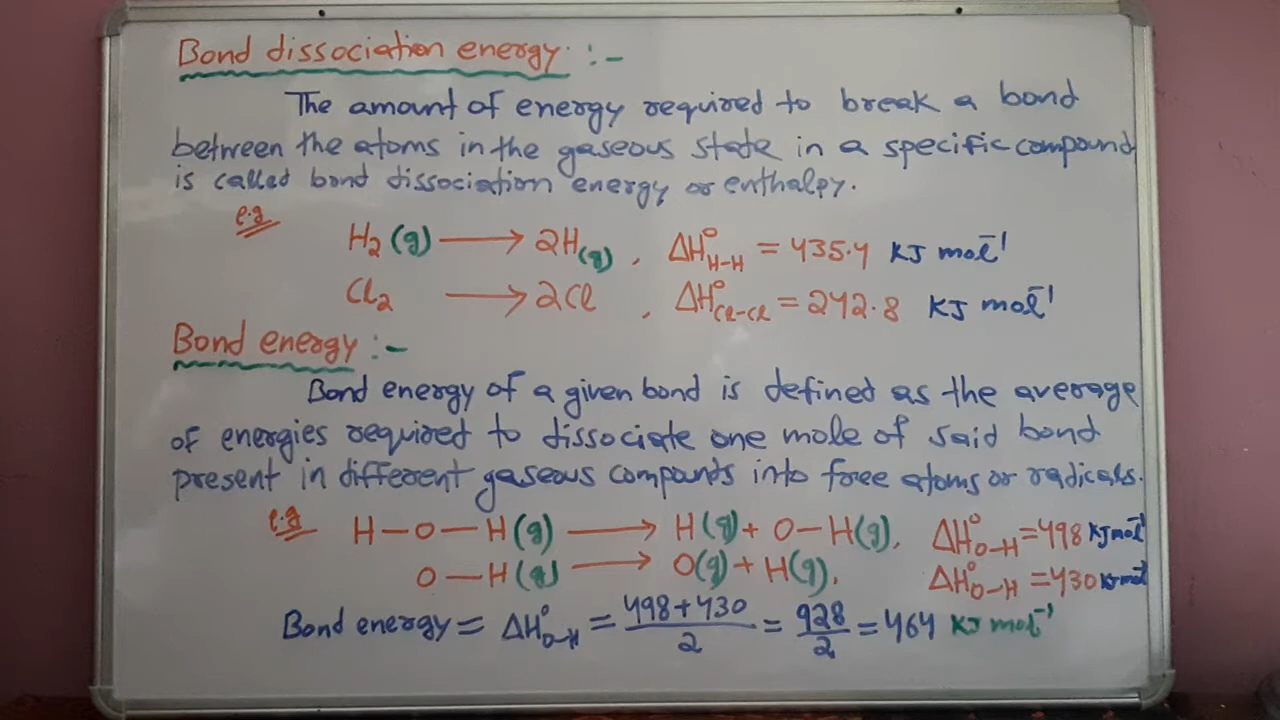 Bond dissociation energy :-
The amount of energy required to break a bond
between the atoms in the gaseous state in a specific compound
is called bond dissociation energy or enthalpy.
e.g
H₂(g) ⟶ 2H(g), ΔH°H-H = 435.4 KJ mol⁻¹
Cl₂ ⟶ 2Cl, ΔH°Cl-Cl = 242.8 KJ mol⁻¹
Bond energy :-
Bond energy of a given bond is defined as the average
of energies required to dissociate one mole of said bond
present in different gaseous compounds into free atoms or radicals.
e.g H-O-H(g) ⟶ H(g) + O-H(g), ΔH°O-H = 498 KJ mol⁻¹
O-H(g) ⟶ O(g) + H(g), ΔH°O-H = 430 KJ mol⁻¹
Bond energy = ΔH°O-H = 498+430/2 = 928/2 = 464 KJ mol⁻¹